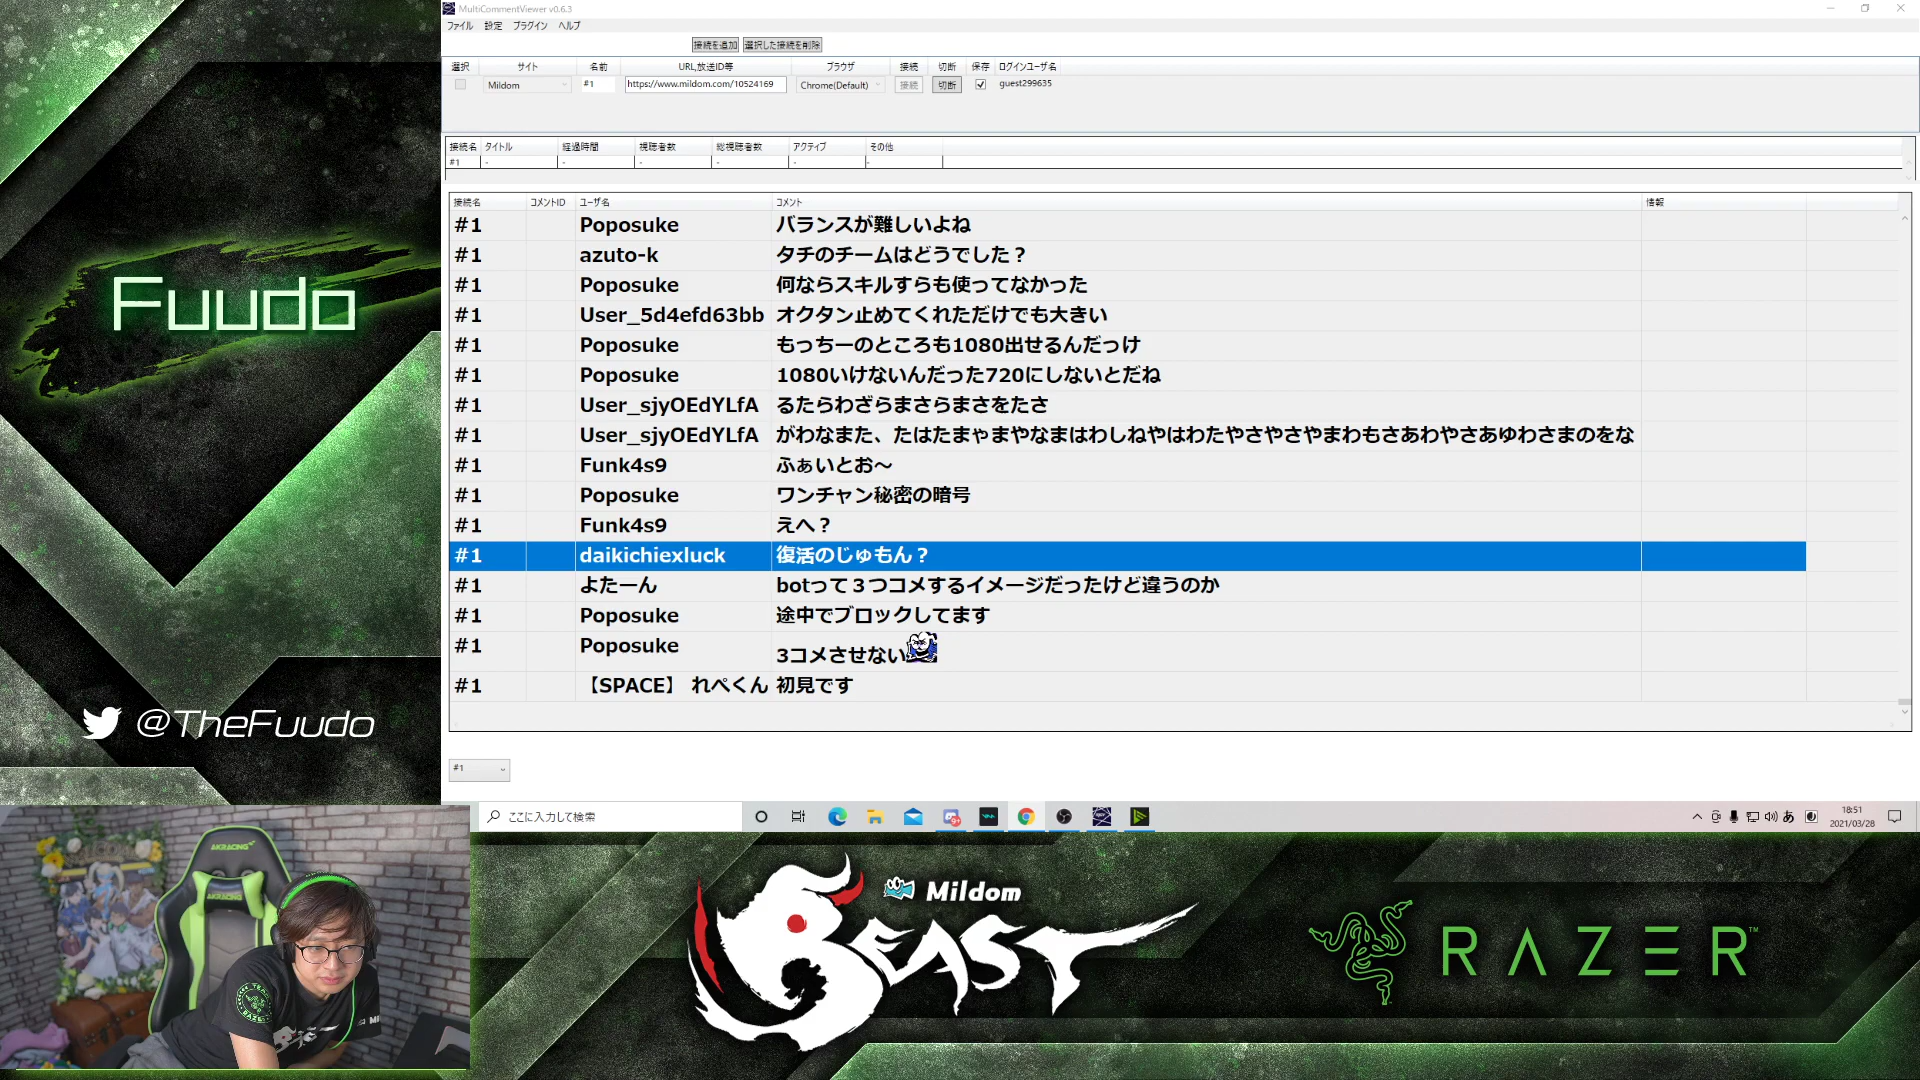 MultiCommentViewer v0.6.3
ファイル 設定 プラグイン ヘルプ
接続を追加 選択した接続を削除
選択 サイト 名前 URL,放送ID等 ブラウザ 接続 切断 保存 ログインユーザ名
Mildom #1 https://www.mildom.com/10524169 Chrome(Default) 接続 切断 guest299635
接続名 タイトル 経過時間 視聴者数 総視聴者数 アクティブ その他
#1 - - - - - -
接続名 コメントID ユーザ名 コメント 情報
#1 Poposuke バランスが難しいよね
#1 azuto-k タチのチームはどうでした？
#1 Poposuke 何ならスキルすらも使ってなかった
#1 User_5d4efd63bb オクタン止めてくれただけでも大きい
#1 Poposuke もっちーのところも1080出せるんだっけ
#1 Poposuke 1080いけないんだった720にしないとだね
#1 User_sjyOEdYLfA るたらわざらまさらまさをたさ
#1 User_sjyOEdYLfA がわなまた、たはたまゃまやなまはわしねやはわたやさやさやまわもさあわやさあゆわさまのをな
#1 Funk4s9 ふぁいとお〜
#1 Poposuke ワンチャン秘密の暗号
#1 Funk4s9 えへ？
#1 daikichiexluck 復活のじゅもん？
#1 よたーん botって３つコメするイメージだったけど違うのか
#1 Poposuke 途中でブロックしてます
#1 Poposuke 3コメさせない
#1 【SPACE】 れぺくん 初見です
#1
Fuudo
@TheFuudo
ここに入力して検索
9+
あ
18:51
2021/03/28
AKRACING
AKRACING
TEAM RAZER
Mildom
BEAST
RAZER™